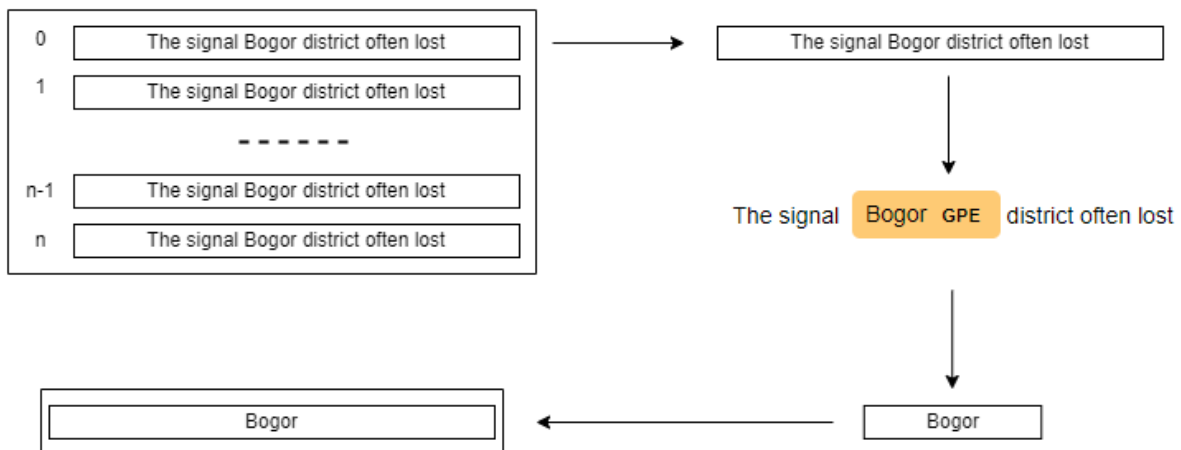 0 The signal Bogor district often lost
The signal Bogor district often lost
1 The signal Bogor district often lost
n-1 The signal Bogor district often lost
The signal Bogor GPE district often lost
n The signal Bogor district often lost
Bogor
Bogor